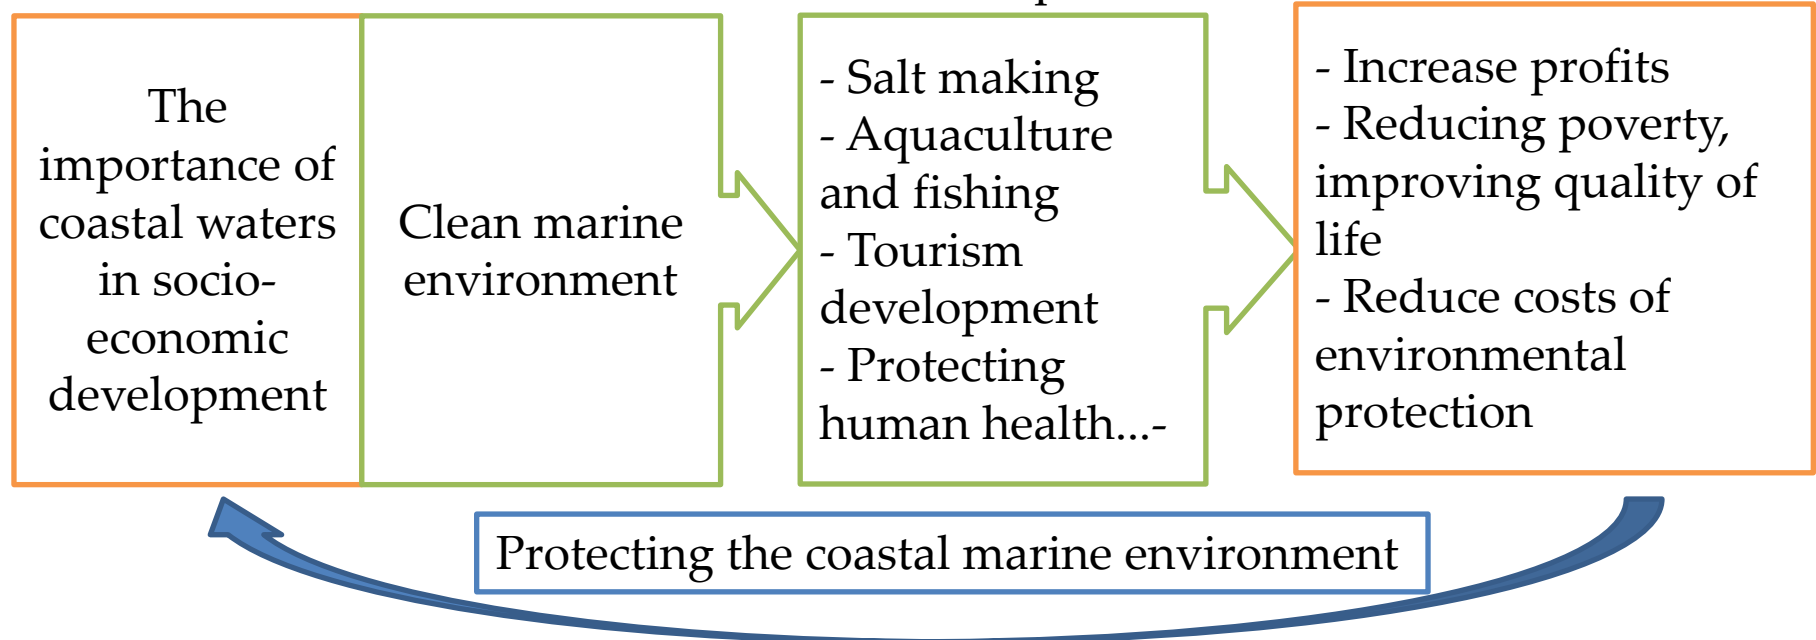 The
importance of
coastal waters
in socio-
economic
development
Clean marine
environment
- Salt making
- Aquaculture
and fishing
- Tourism
development
- Protecting
human health...-
- Increase profits
- Reducing poverty,
improving quality of
life
- Reduce costs of
environmental
protection
Protecting the coastal marine environment